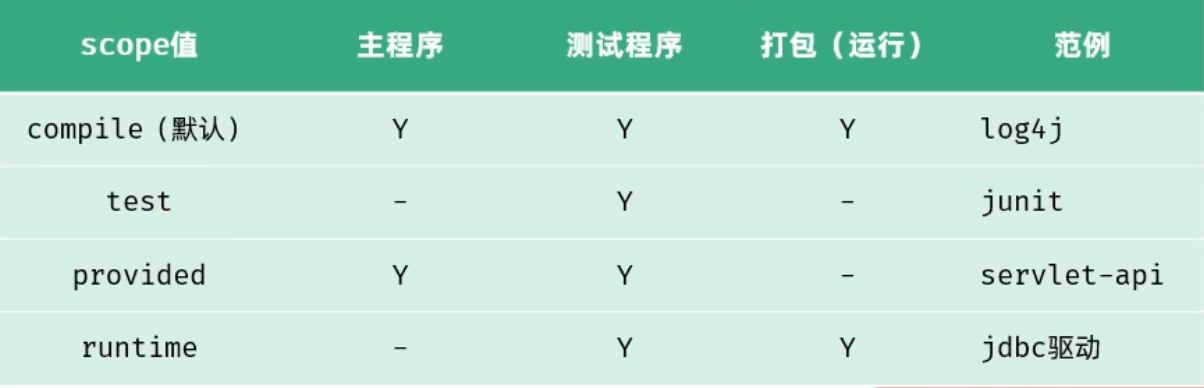 scope值 主程序 测试程序 打包（运行） 范例
compile（默认） Y Y Y log4j
test - Y - junit
provided Y Y - servlet-api
runtime - Y Y jdbc驱动